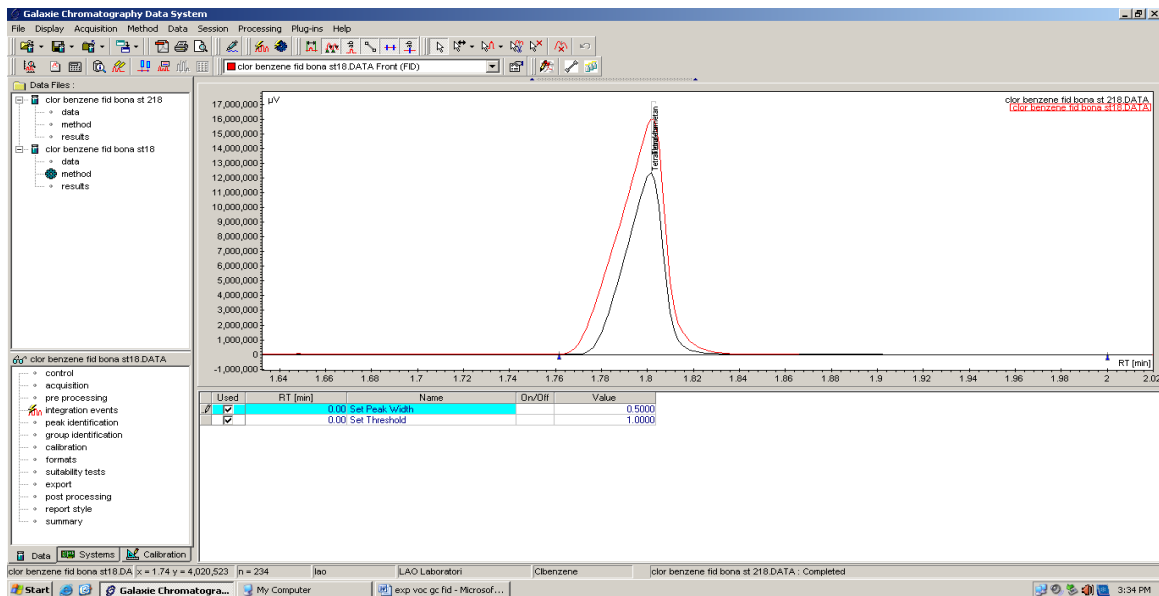 Galaxie Chromatography Data System
File Display Acquisition Method Data Session Processing Plug-ins Help
clor benzene fid bona st18.DATA Front (FID)
Data Files :
clor benzene fid bona st 218
data
method
results
clor benzene fid bona st18
data
method
results
clor benzene fid bona st18.DATA
control
acquisition
pre processing
integration events
peak identification
group identification
calibration
formats
suitability tests
export
post processing
report style
summary
Data Systems Calibration
µV
clor benzene fid bona st 218.DATA
clor benzene fid bona st18.DATA
17,000,000
16,000,000
15,000,000
14,000,000
13,000,000
12,000,000
11,000,000
10,000,000
9,000,000
8,000,000
7,000,000
6,000,000
5,000,000
4,000,000
3,000,000
2,000,000
1,000,000
0
-1,000,000
RT [min]
1.64 1.66 1.68 1.7 1.72 1.74 1.76 1.78 1.8 1.82 1.84 1.86 1.88 1.9 1.92 1.94 1.96 1.98 2 2.02
Used RT [min] Name On/Off Value
0.00 Set Peak Width 0.5000
0.00 Set Threshold 1.0000
clor benzene fid bona st18.DA x = 1.74 y = 4,020,523 n = 234 lao LAO Laboratori Clbenzene clor benzene fid bona st 218.DATA : Completed
Start Galaxie Chromatogra... My Computer exp voc gc fid - Microsof... 3:34 PM